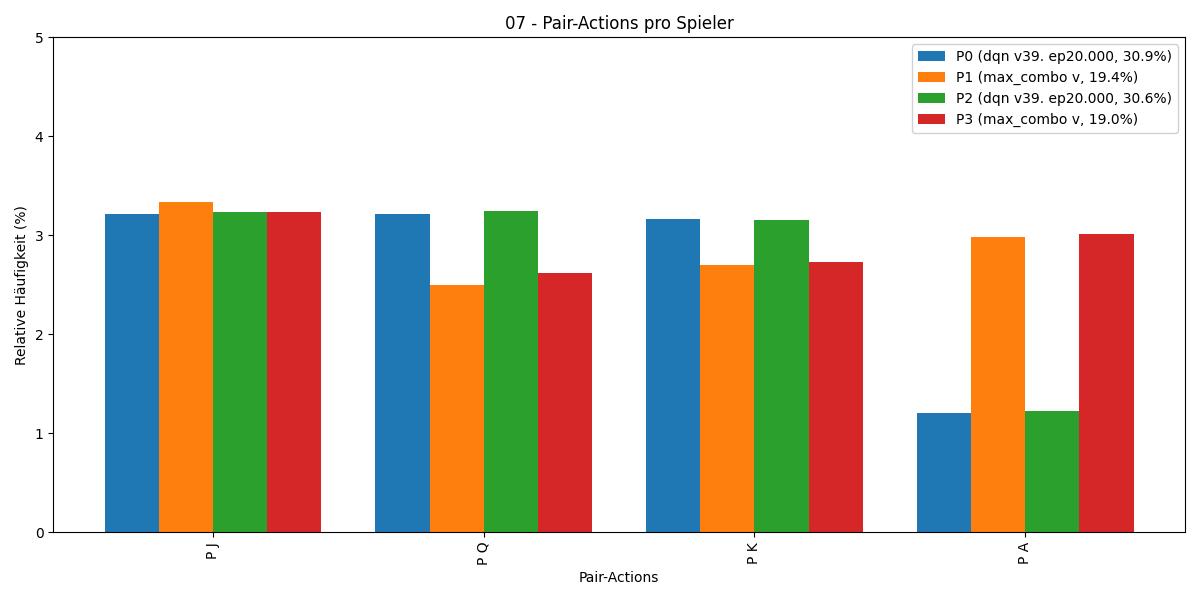 07 - Pair-Actions pro Spieler
P0 (dqn v39. ep20.000, 30.9%)
P1 (max_combo v, 19.4%)
P2 (dqn v39. ep20.000, 30.6%)
P3 (max_combo v, 19.0%)
Relative Häufigkeit (%)
5
4
3
2
1
0
P J
P Q
P K
P A
Pair-Actions